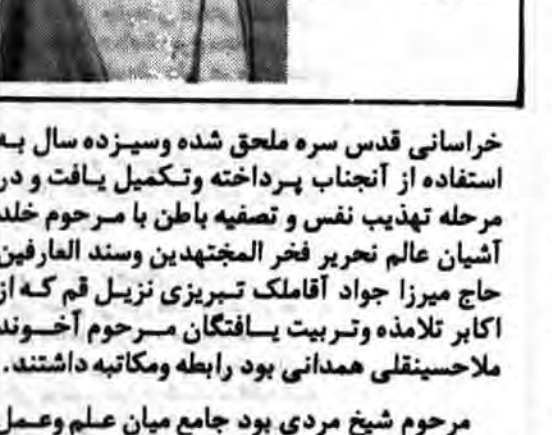 خراسانی قدس سره ملحق شده وسیزده سال به
استفاده از آنجناب پرداخته وتکمیل یافت و در
مرحله تهذیب نفس و تصفیه باطن با مرحوم خلد
آشیان عالم نحریر فخر المجتهدین وسند العارفین
حاج میرزا جواد آقاملک تبریزی نزیل قم که از
اکابر تلامذه وتربیت یافتگان مرحوم آخوند
ملاحسینقلی همدانی بود رابطه ومکاتبه داشتند.
مرحوم شیخ مردی بود جامع میان علم وعمل